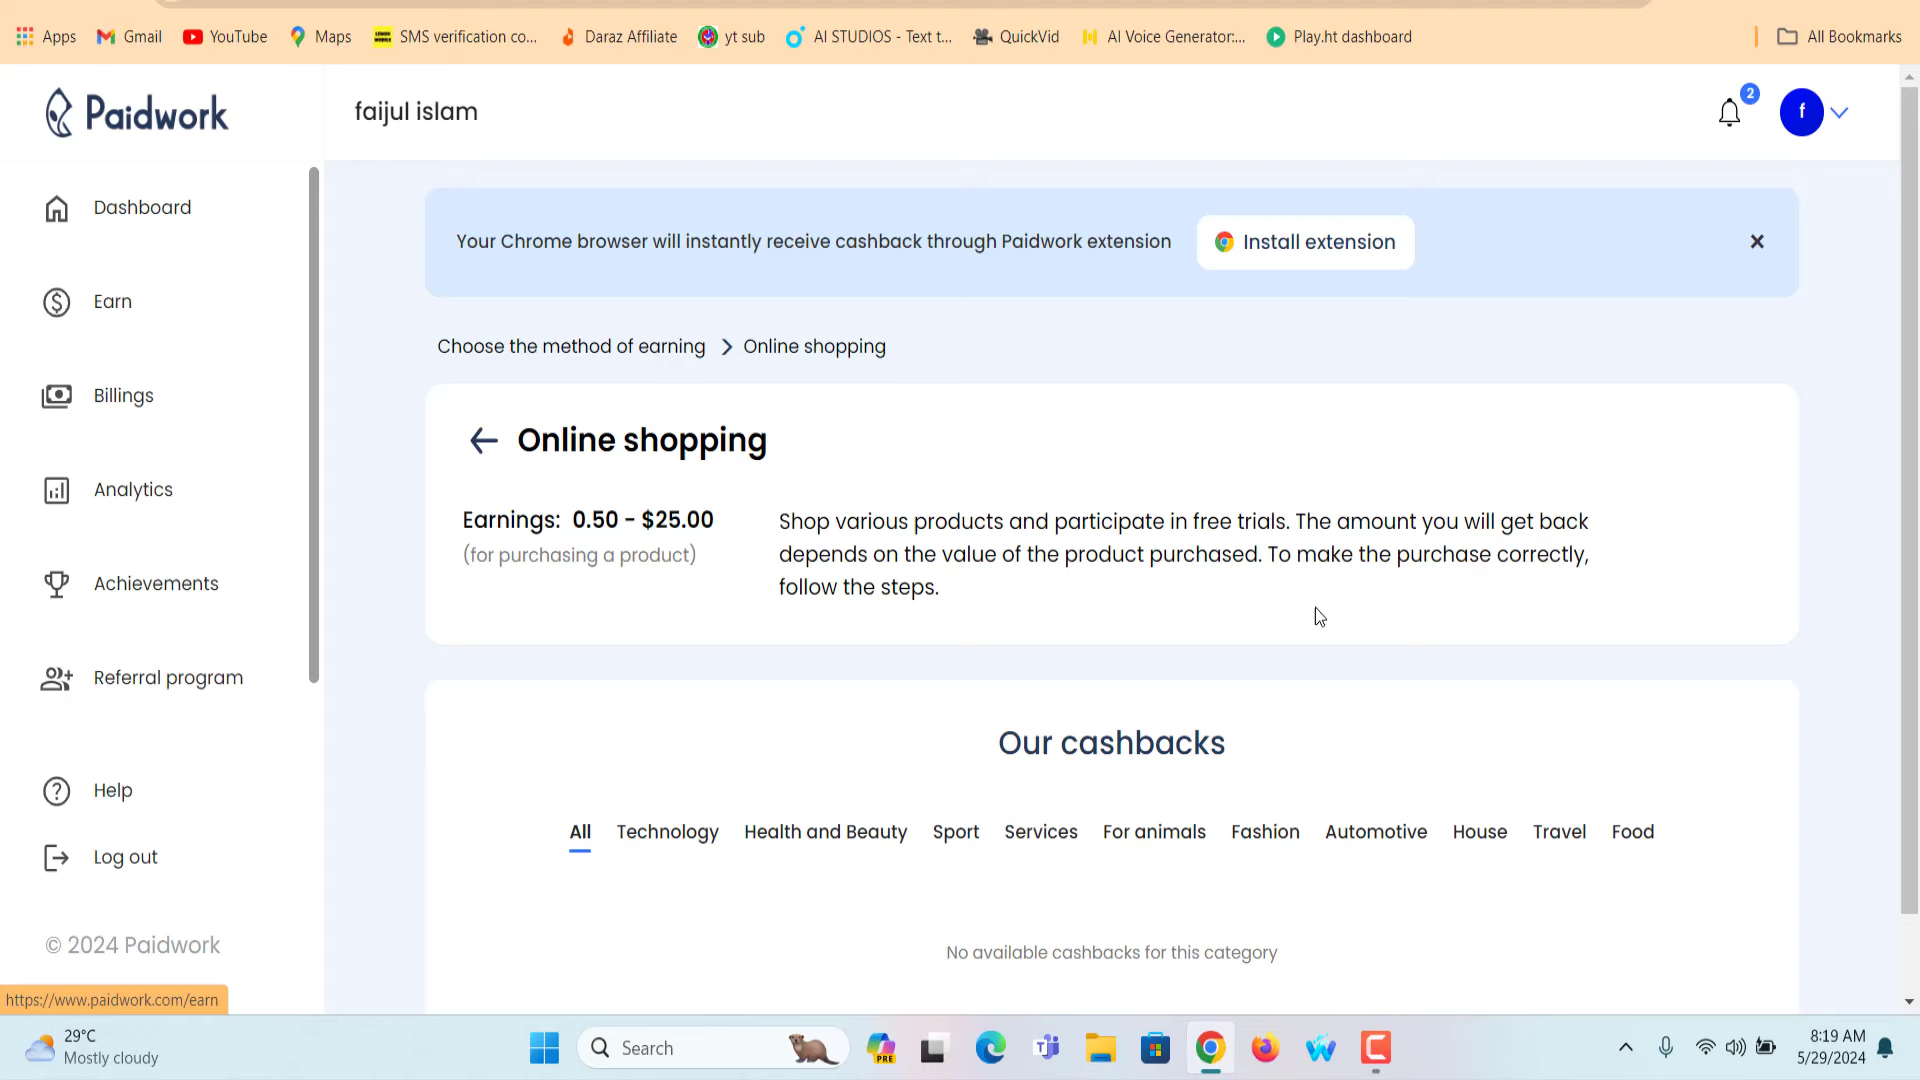 Apps
Gmail
YouTube
Maps
SMS verification co...
Daraz Affiliate
yt sub
AI STUDIOS - Text t...
QuickVid
AI Voice Generator:...
Play.ht dashboard
All Bookmarks
Paidwork
faijul islam
2
f
Dashboard
Earn
Billings
Analytics
Achievements
Referral program
Help
Log out
© 2024 Paidwork
https://www.paidwork.com/earn
Your Chrome browser will instantly receive cashback through Paidwork extension
Install extension
Choose the method of earning > Online shopping
Online shopping
Earnings: 0.50 - $25.00
(for purchasing a product)
Shop various products and participate in free trials. The amount you will get back
depends on the value of the product purchased. To make the purchase correctly,
follow the steps.
Our cashbacks
All Technology Health and Beauty Sport Services For animals Fashion Automotive House Travel Food
No available cashbacks for this category
29°C
Mostly cloudy
Search
PRE
8:19 AM
5/29/2024